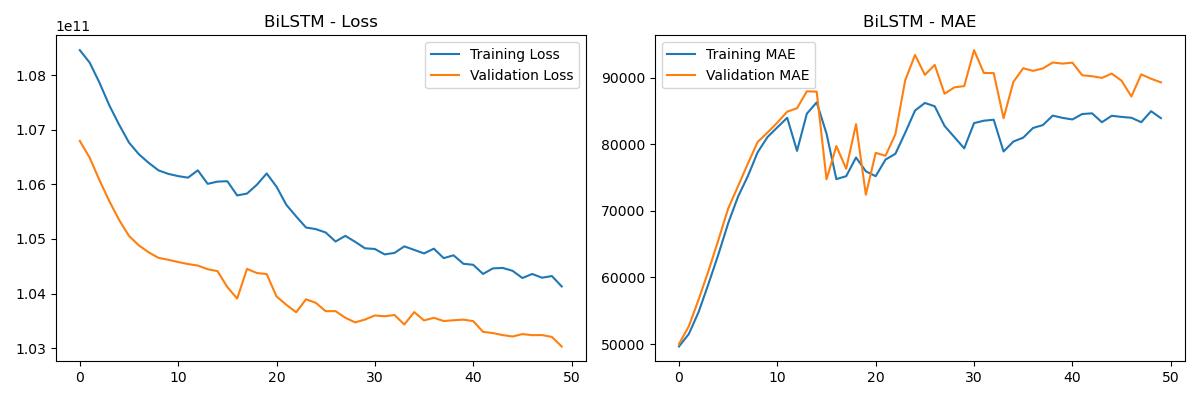 BiLSTM - Loss
1e11
Training Loss
Validation Loss
1.08
1.07
1.06
1.05
1.04
1.03
0 10 20 30 40 50
BiLSTM - MAE
Training MAE
Validation MAE
90000
80000
70000
60000
50000
0 10 20 30 40 50